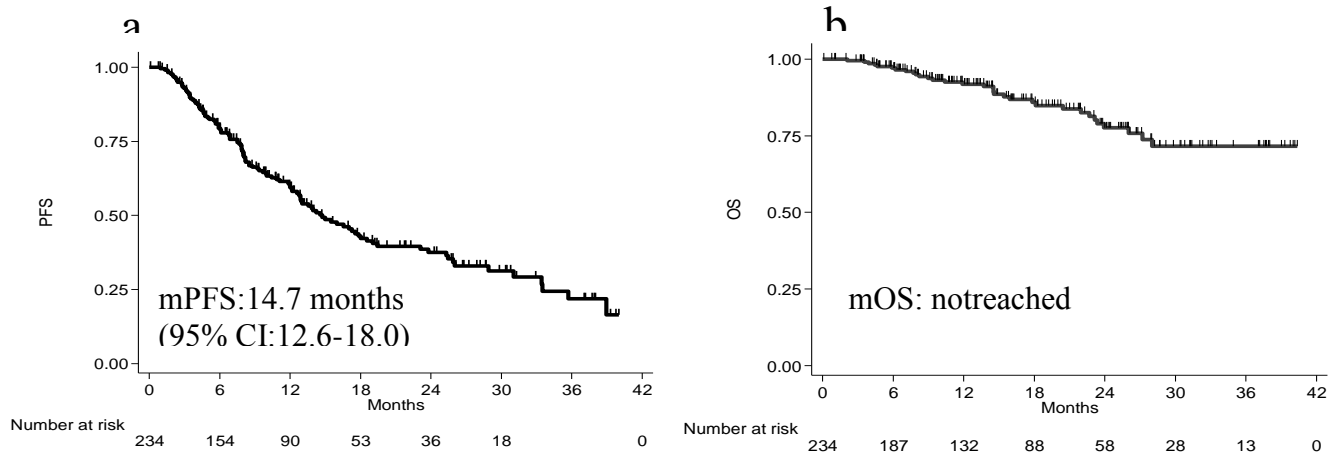 a
1.00
0.75
0.50
0.25
0.00
PFS
mPFS:14.7 months
(95% CI:12.6-18.0)
0 6 12 18 24 30 36 42
Months
Number at risk
234 154 90 53 36 18 0
b
1.00
0.75
0.50
0.25
0.00
OS
mOS: notreached
0 6 12 18 24 30 36 42
Months
Number at risk
234 187 132 88 58 28 13 0